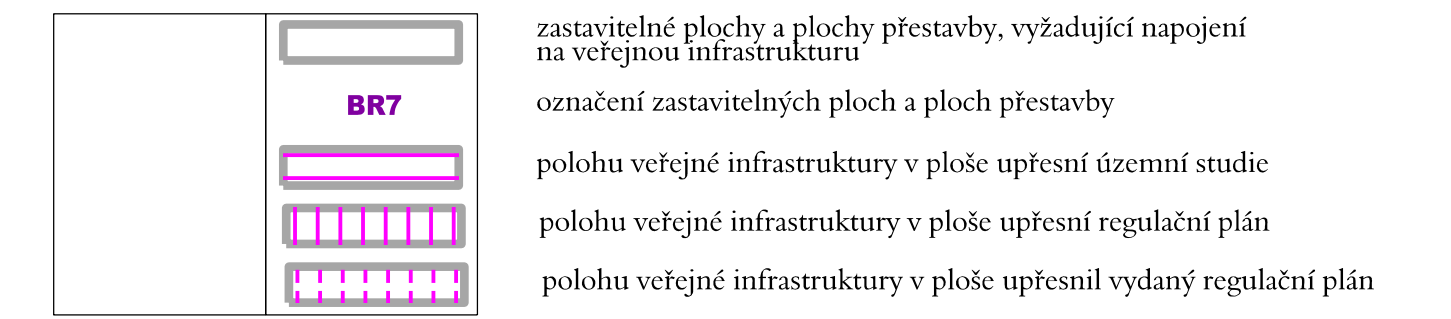 zastavitelné plochy a plochy přestavby, vyžadující napojení
na veřejnou infrastrukturu
BR7
označení zastavitelných ploch a ploch přestavby
polohu veřejné infrastruktury v ploše upřesní územní studie
polohu veřejné infrastruktury v ploše upřesní regulační plán
polohu veřejné infrastruktury v ploše upřesnil vydaný regulační plán